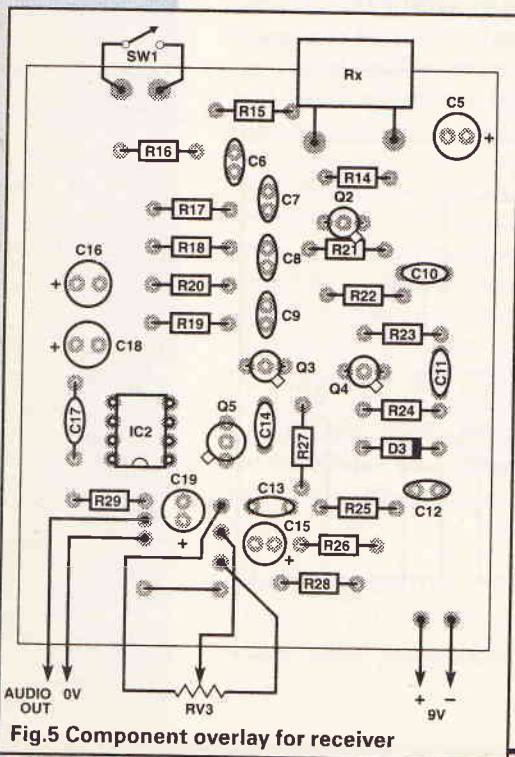 SW1
Rx
C5
+
R15
R16
C6
R14
C7
Q2
R17
R21
R18
C8
C16
+
C10
R20
R22
C9
R19
R23
+
C18
Q3
Q4
C11
C17
IC2
Q5
C14
R27
R24
D3
R29
C19
+
C13
R25
C12
C15
+
R26
R28
AUDIO OUT
0V
RV3
+ −
9V
Fig.5 Component overlay for receiver